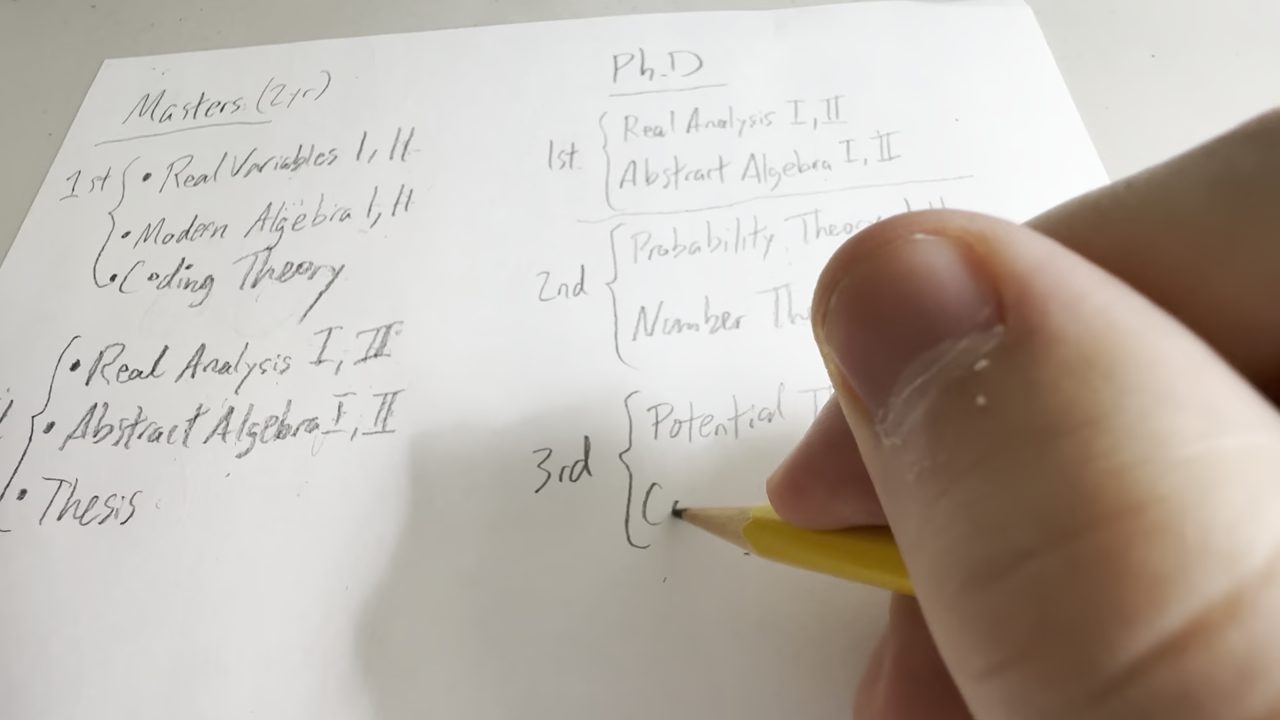 Masters (2yr)
1st
• Real Variables I, II
• Modern Algebra I, II
• Coding Theory
• Real Analysis I, II
• Abstract Algebra I, II
• Thesis
Ph.D
1st
Real Analysis I, II
Abstract Algebra I, II
2nd
Probability Theory
Number
3rd
Potential